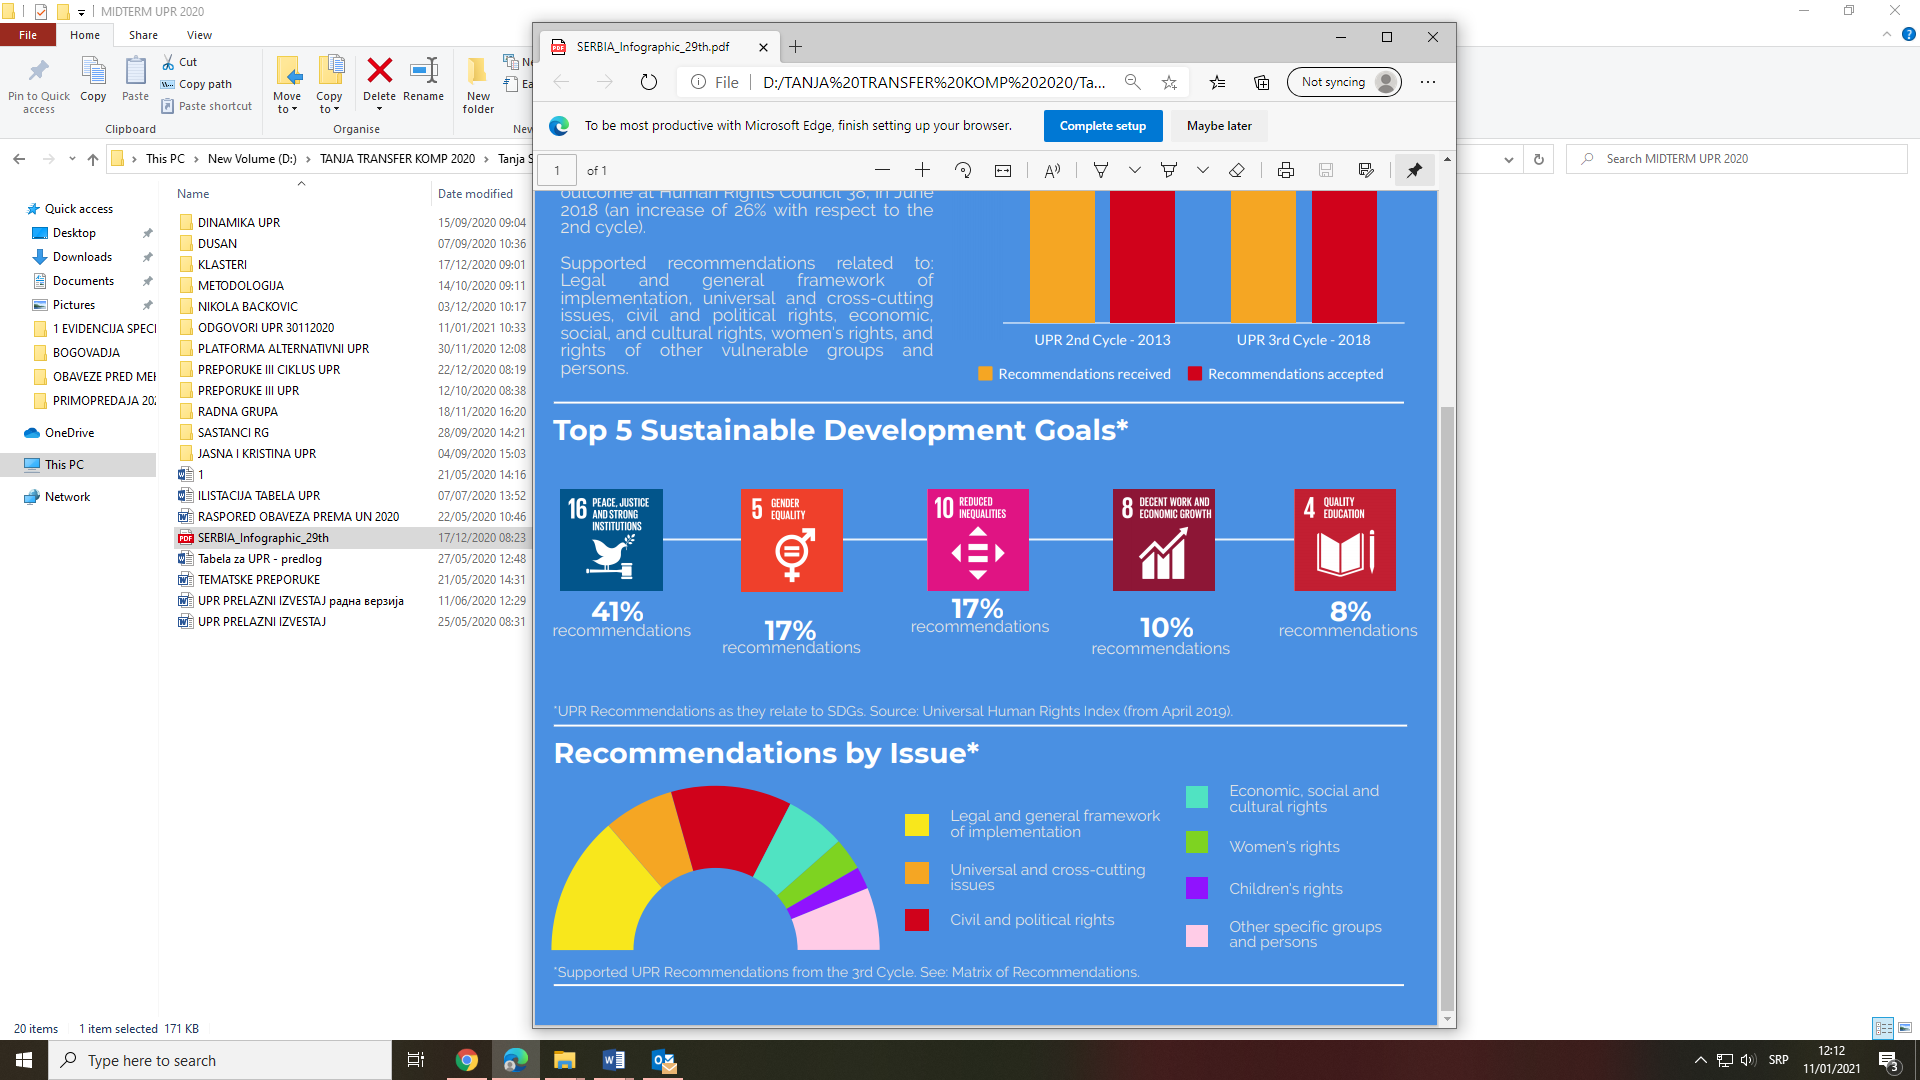 MIDTERM UPR 2020
File
Home
Share
View
Pin to Quick access
Copy
Paste
Cut
Copy path
Paste shortcut
Clipboard
Move to
Copy to
Delete
Rename
Organise
New folder
This PC
New Volume (D:)
TANJA TRANSFER KOMP 2020
Search MIDTERM UPR 2020
Quick access
Desktop
Downloads
Documents
Pictures
1 EVIDENCIJA SPECI
BOGOVADJA
OBAVEZE PRED MEH
PRIMOPREDAJA 202
OneDrive
This PC
Network
Name
Date modified
DINAMIKA UPR 15/09/2020 09:04
DUSAN 07/09/2020 10:36
KLASTERI 17/12/2020 09:01
METODOLOGIJA 14/10/2020 09:11
NIKOLA BACKOVIC 03/12/2020 10:17
ODGOVORI UPR 30112020 11/01/2021 10:33
PLATFORMA ALTERNATIVNI UPR 30/11/2020 12:08
PREPORUKE III CIKLUS UPR 22/12/2020 08:19
PREPORUKE III UPR 12/10/2020 08:38
RADNA GRUPA 18/11/2020 16:20
SASTANCI RG 28/09/2020 14:21
JASNA I KRISTINA UPR 04/09/2020 15:03
1 21/05/2020 14:16
ILISTACIJA TABELA UPR 07/07/2020 13:52
RASPORED OBAVEZA PREMA UN 2020 22/05/2020 10:46
SERBIA_Infographic_29th 17/12/2020 08:23
Tabela za UPR - predlog 27/05/2020 12:48
TEMATSKE PREPORUKE 21/05/2020 14:31
UPR PRELAZNI IZVESTAJ радна верзија 11/06/2020 12:29
UPR PRELAZNI IZVESTAJ 25/05/2020 08:31
20 items 1 item selected 171 KB
SERBIA_Infographic_29th.pdf
File
D:/TANJA%20TRANSFER%20KOMP%202020/Ta...
Not syncing
To be most productive with Microsoft Edge, finish setting up your browser.
Complete setup
Maybe later
1 of 1
outcome at Human Rights Council 38, in June
2018 (an increase of 26% with respect to the
2nd cycle).
Supported recommendations related to:
Legal and general framework of
implementation, universal and cross-cutting
issues, civil and political rights, economic,
social, and cultural rights, women's rights, and
rights of other vulnerable groups and
persons.
UPR 2nd Cycle - 2013
UPR 3rd Cycle - 2018
Recommendations received
Recommendations accepted
Top 5 Sustainable Development Goals*
16 PEACE, JUSTICE
AND STRONG
INSTITUTIONS
41%
recommendations
5 GENDER
EQUALITY
17%
recommendations
10 REDUCED
INEQUALITIES
17%
recommendations
8 DECENT WORK AND
ECONOMIC GROWTH
10%
recommendations
4 QUALITY
EDUCATION
8%
recommendations
*UPR Recommendations as they relate to SDGs. Source: Universal Human Rights Index (from April 2019).
Recommendations by Issue*
Legal and general framework
of implementation
Universal and cross-cutting
issues
Civil and political rights
Economic, social and
cultural rights
Women's rights
Children's rights
Other specific groups
and persons
*Supported UPR Recommendations from the 3rd Cycle. See: Matrix of Recommendations.
Type here to search
SRP
12:12
11/01/2021
3